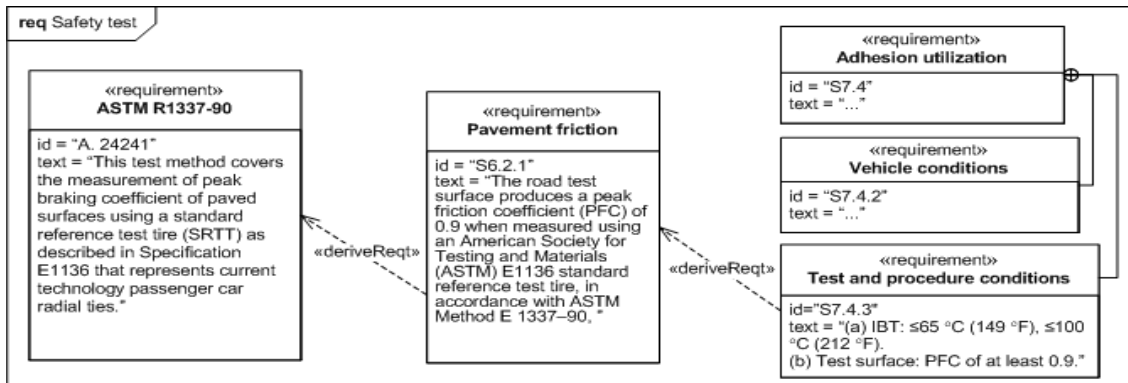 req Safety test
«requirement»
ASTM R1337-90
id = “A. 24241”
text = “This test method covers
the measurement of peak
braking coefficient of paved
surfaces using a standard
reference test tire (SRTT) as
described in Specification
E1136 that represents current
technology passenger car
radial ties.”
«deriveReqt»
«requirement»
Pavement friction
id = “S6.2.1”
text = “The road test
surface produces a peak
friction coefficient (PFC) of
0.9 when measured using
an American Society for
Testing and Materials
(ASTM) E1136 standard
reference test tire, in
accordance with ASTM
Method E 1337–90, ”
«deriveReqt»
«requirement»
Adhesion utilization
id = “S7.4”
text = “...”
«requirement»
Vehicle conditions
id = “S7.4.2”
text = “...”
«requirement»
Test and procedure conditions
id=”S7.4.3”
text = “(a) IBT: ≤65 °C (149 °F), ≤100
°C (212 °F).
(b) Test surface: PFC of at least 0.9.”